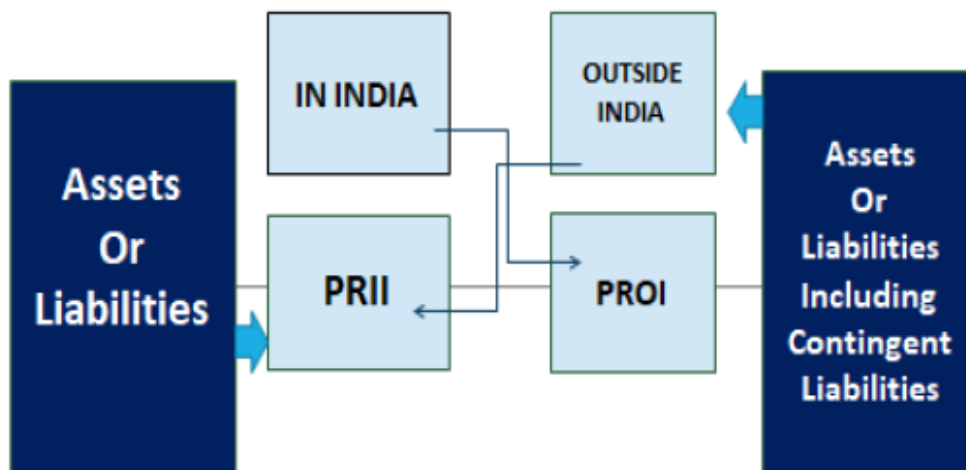 Assets
Or
Liabilities
IN INDIA
OUTSIDE
INDIA
PRII
PROI
Assets
Or
Liabilities
Including
Contingent
Liabilities